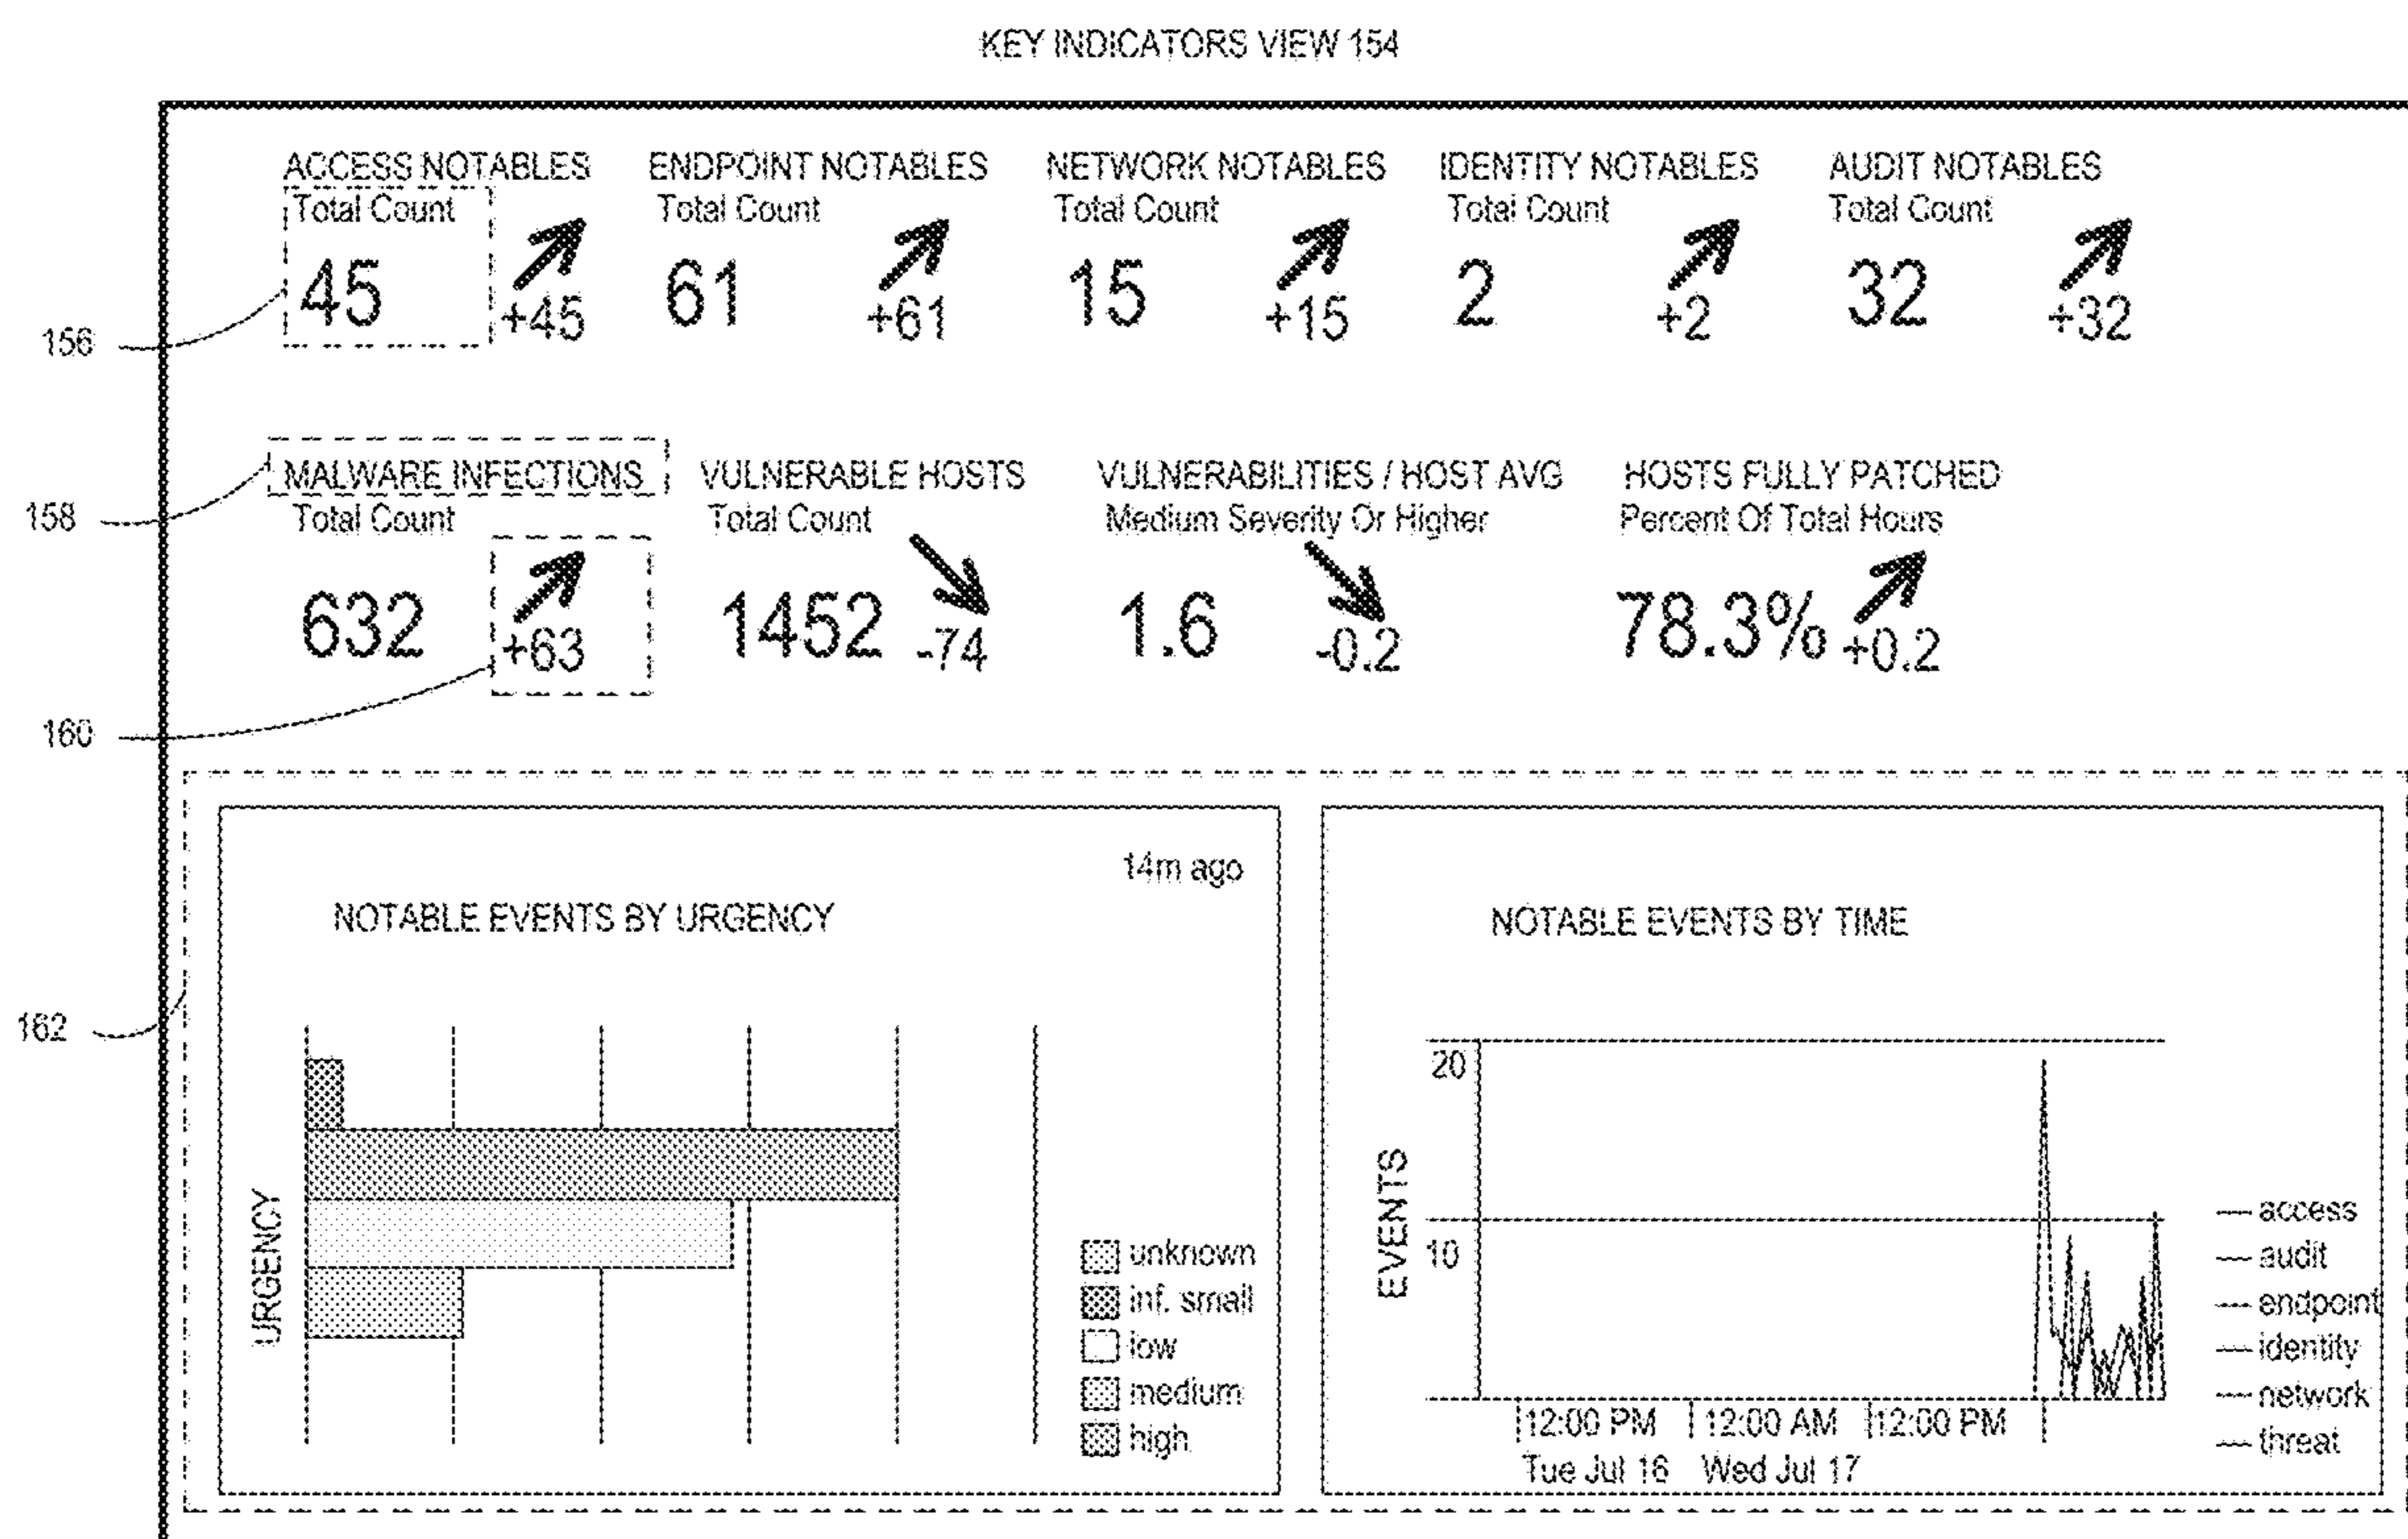 KEY INDICATORS VIEW 154
ACCESS NOTABLES ENDPOINT NOTABLES NETWORK NOTABLES IDENTITY NOTABLES AUDIT NOTABLES
Total Count Total Count Total Count Total Count Total Count
45 +45 61 +61 15 +15 2 +2 32 +32
156
MALWARE INFECTIONS VULNERABLE HOSTS VULNERABILITIES / HOST AVG HOSTS FULLY PATCHED
158 Total Count Total Count Medium Severity Or Higher Percent Of Total Hours
632 +63 1452 -74 1.6 -0.2 78.3% +0.2
160
14m ago
NOTABLE EVENTS BY URGENCY
162
URGENCY
unknown
inf. small
low
medium
high
NOTABLE EVENTS BY TIME
20
EVENTS
10
access
audit
endpoint
identity
network
threat
12:00 PM 12:00 AM 12:00 PM
Tue Jul 16 Wed Jul 17